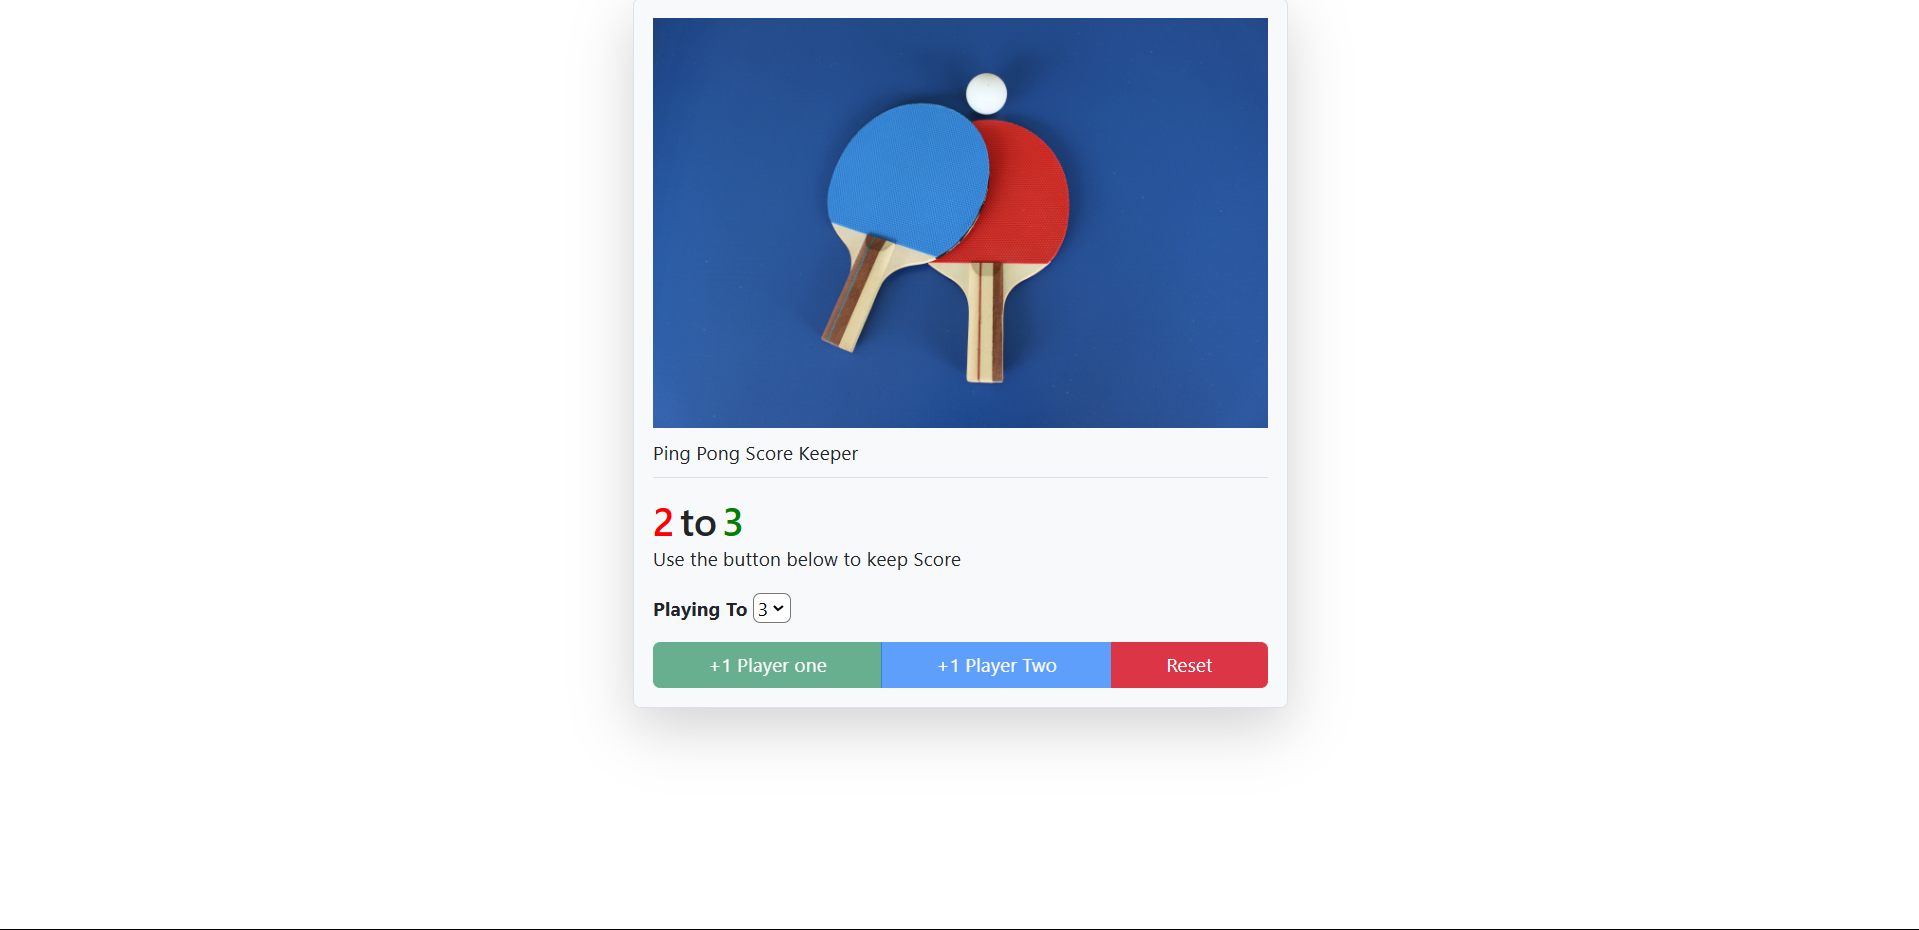 Ping Pong Score Keeper
2 to 3
Use the button below to keep Score
Playing To 3
+1 Player one +1 Player Two Reset